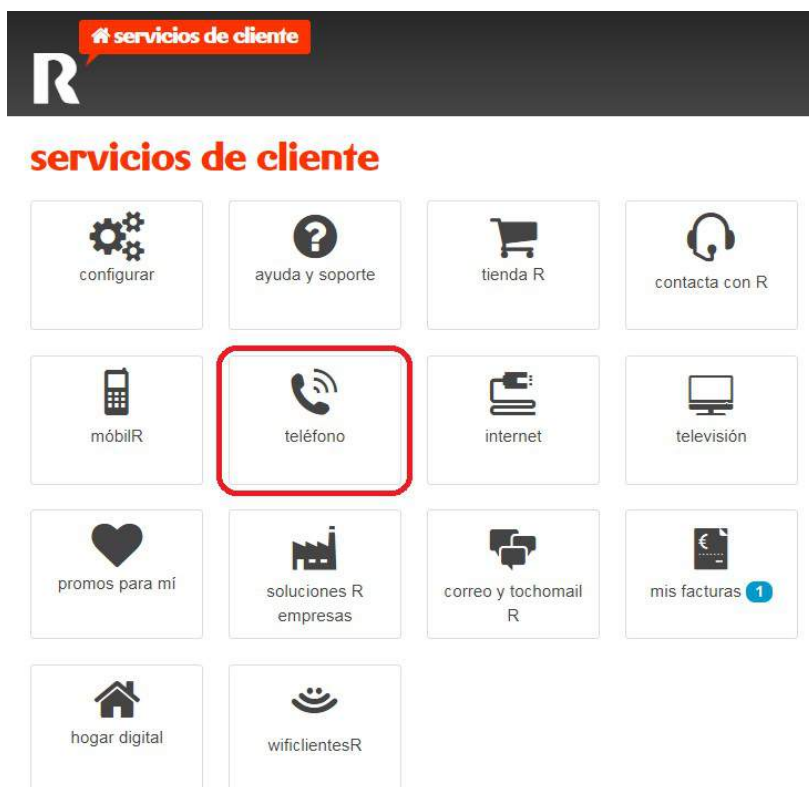 servicios de cliente
R
servicios de cliente
configurar
ayuda y soporte
tienda R
contacta con R
móbilR
teléfono
internet
televisión
promos para mí
soluciones R
empresas
correo y tochomail
R
mis facturas 1
hogar digital
wificlientesR